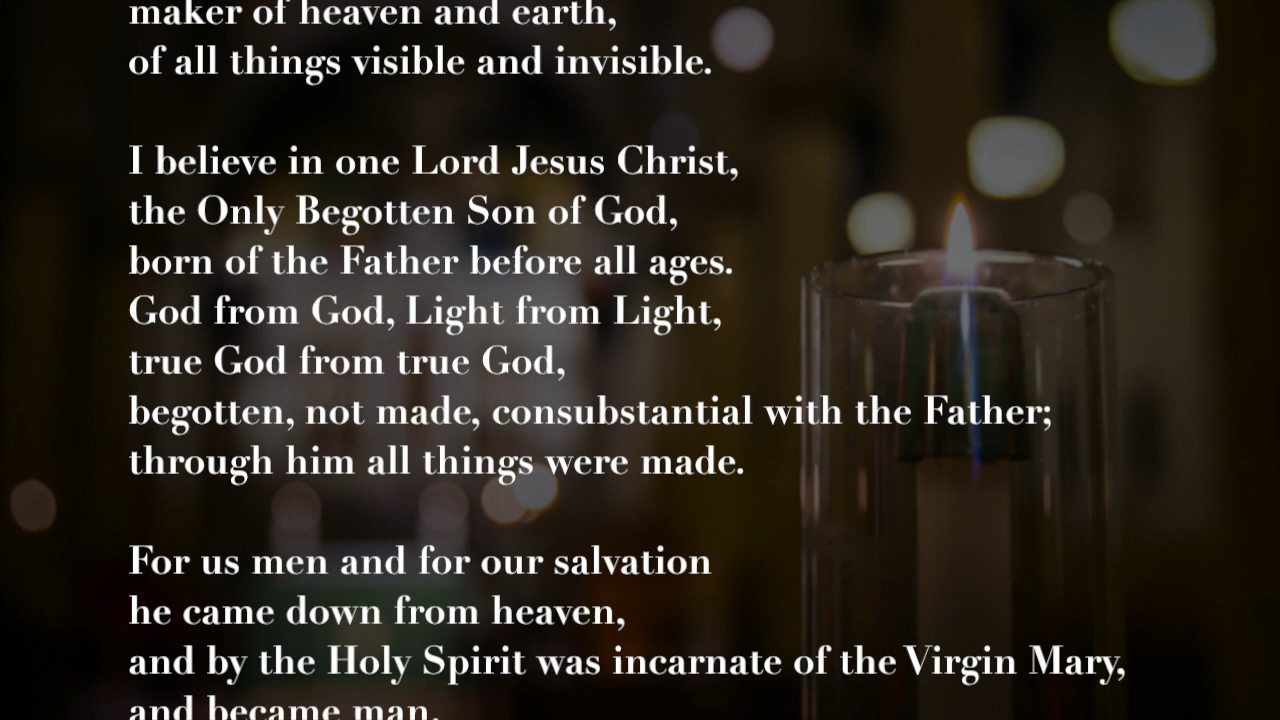 maker of heaven and earth,
of all things visible and invisible.
I believe in one Lord Jesus Christ,
the Only Begotten Son of God,
born of the Father before all ages.
God from God, Light from Light,
true God from true God,
begotten, not made, consubstantial with the Father;
through him all things were made.
For us men and for our salvation
he came down from heaven,
and by the Holy Spirit was incarnate of the Virgin Mary,
and became man.